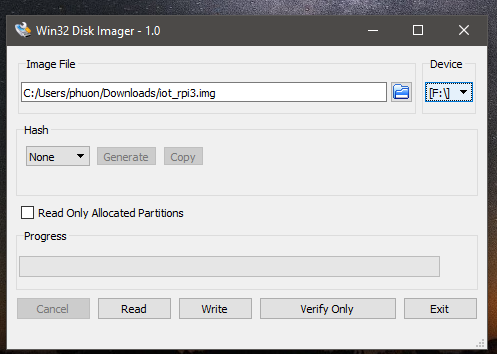 Win32 Disk Imager - 1.0
Image File
Device
C:/Users/phuon/Downloads/iot_rpi3.img
[F:\]
Hash
None
Generate
Copy
Read Only Allocated Partitions
Progress
Cancel
Read
Write
Verify Only
Exit